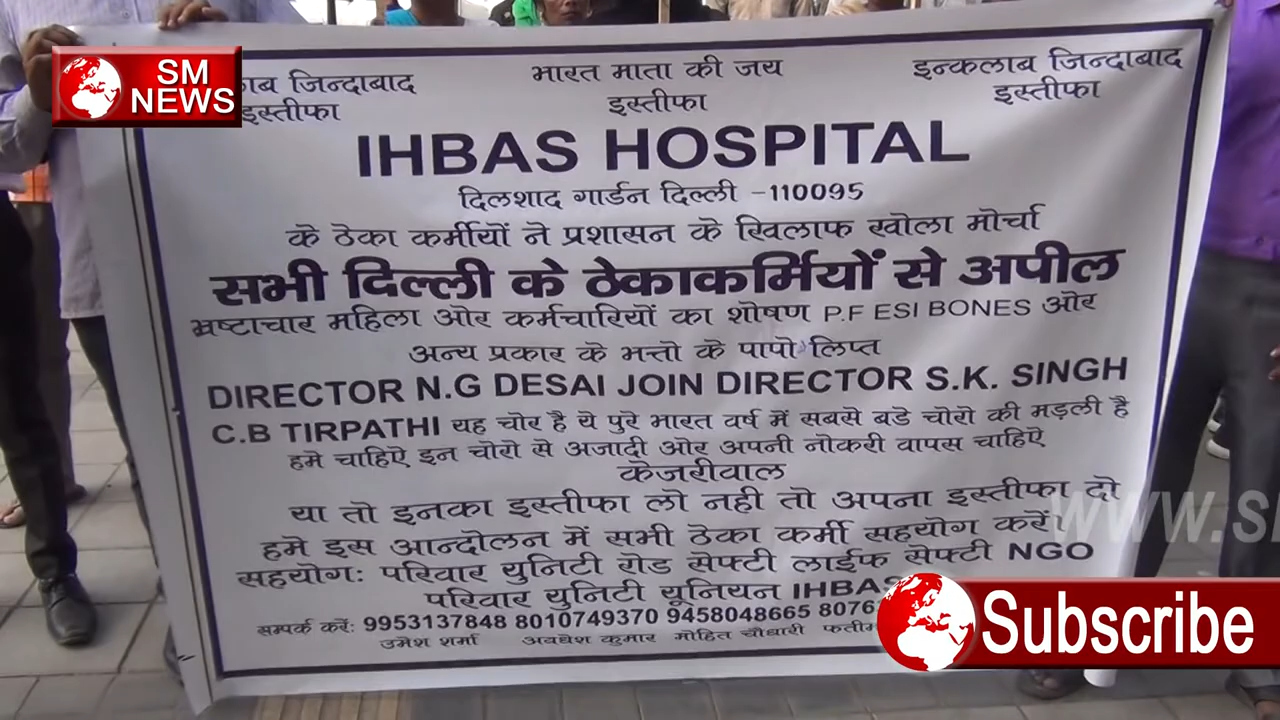 SM
NEWS
जिन्दाबाद भारत माता की जय इन्कलाब जिन्दाबाद
इस्तीफा इस्तीफा इस्तीफा
IHBAS HOSPITAL
दिलशाद गार्डन दिल्ली -110095
के ठेका कर्मीयों ने प्रशासन के खिलाफ खोला मोर्चा
सभी दिल्ली के ठेकाकर्मियों से अपील
भ्रष्टाचार महिला ओर कर्मचारियों का शोषण P.F ESI BONES ओर
अन्य प्रकार के भत्तो के पापो लिप्त
DIRECTOR N.G DESAI JOIN DIRECTOR S.K. SINGH
C.B TIRPATHI यह चोर है ये पुरे भारत वर्ष में सबसे बडे चोरो की मड़ली है
हमे चाहिऐ इन चोरो से अजादी ओर अपनी नोकरी वापस चाहिऐ
केजरीवाल
या तो इनका इस्तीफा लो नही तो अपना इस्तीफा दो
हमे इस आन्दोलन में सभी ठेका कर्मी सहयोग करें।
सहयोग: परिवार युनिटी रोड सेफ्टी लाईफ सेफ्टी NGO
परिवार युनिटी यूनियन IHBAS
सम्पर्क करें: 9953137848 8010749370 9458048665 8076
उमेश शर्मा अवधेश कुमार मोहित चौधारी
www.s
Subscribe